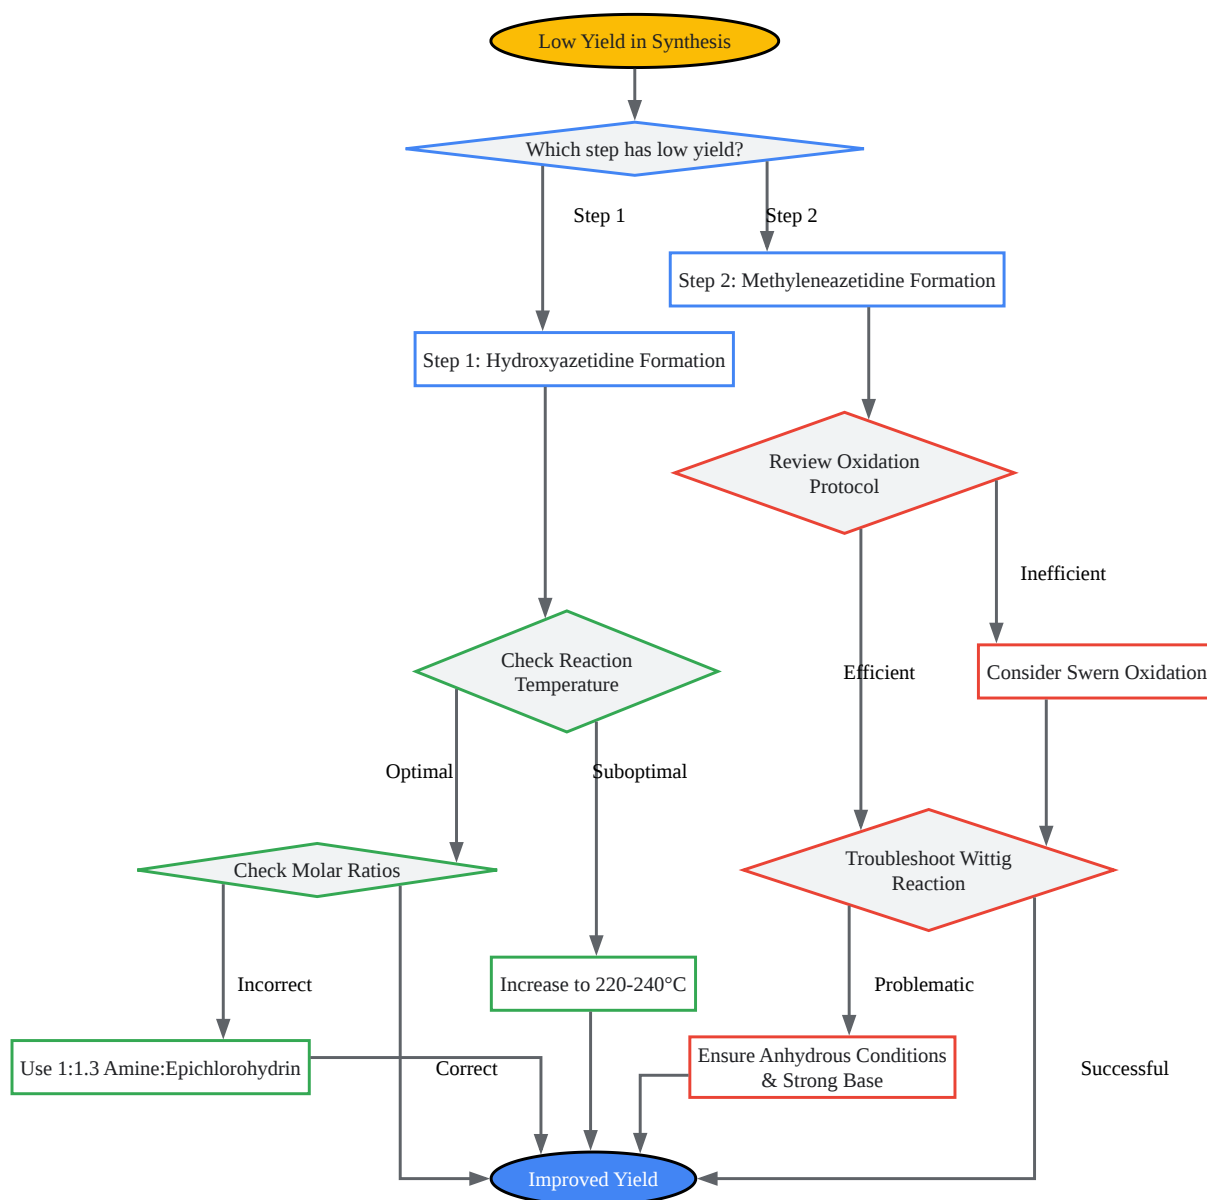 Low Yield in Synthesis
Which step has low yield?
Step 1
Step 2
Step 2: Methyleneazetidine Formation
Step 1: Hydroxyazetidine Formation
Review Oxidation
Protocol
Inefficient
Check Reaction
Temperature
Efficient
Consider Swern Oxidation
Optimal
Suboptimal
Check Molar Ratios
Troubleshoot Wittig
Reaction
Incorrect
Increase to 220-240°C
Problematic
Use 1:1.3 Amine:Epichlorohydrin
Correct
Ensure Anhydrous Conditions
& Strong Base
Successful
Improved Yield